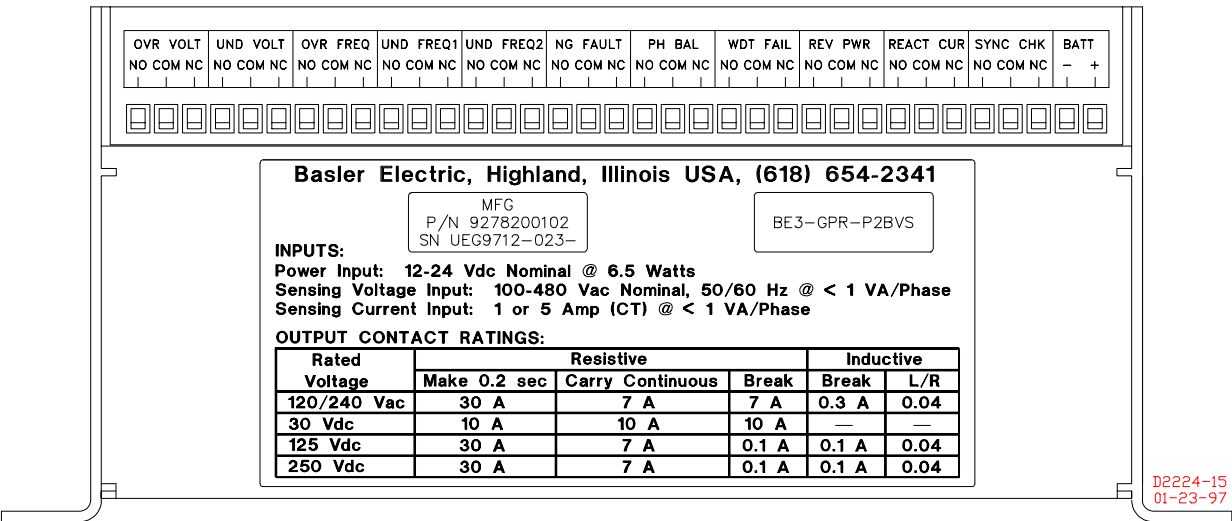 OVR VOLT UND VOLT OVR FREQ UND FREQ1 UND FREQ2 NG FAULT PH BAL WDT FAIL REV PWR REACT CUR SYNC CHK BATT
NO COM NC NO COM NC NO COM NC NO COM NC NO COM NC NO COM NC NO COM NC NO COM NC NO COM NC NO COM NC NO COM NC − +
Basler Electric, Highland, Illinois USA, (618) 654-2341
MFG
P/N 9278200102
SN UEG9712-023-
BE3-GPR-P2BVS
INPUTS:
Power Input: 12-24 Vdc Nominal @ 6.5 Watts
Sensing Voltage Input: 100-480 Vac Nominal, 50/60 Hz @ < 1 VA/Phase
Sensing Current Input: 1 or 5 Amp (CT) @ < 1 VA/Phase
OUTPUT CONTACT RATINGS:
Rated Voltage Resistive Inductive
Make 0.2 sec Carry Continuous Break Break L/R
120/240 Vac 30 A 7 A 7 A 0.3 A 0.04
30 Vdc 10 A 10 A 10 A — —
125 Vdc 30 A 7 A 0.1 A 0.1 A 0.04
250 Vdc 30 A 7 A 0.1 A 0.1 A 0.04
D2224-15
01-23-97